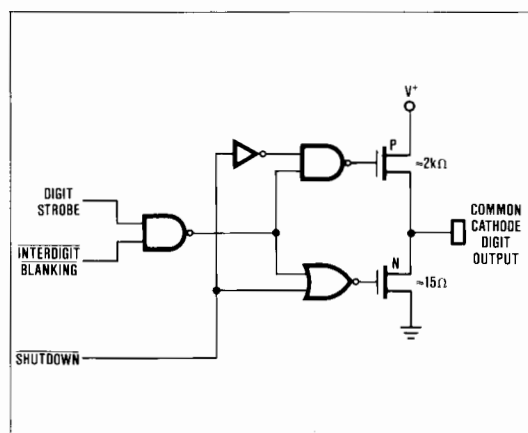 V+
P
≈2kΩ
DIGIT
STROBE
COMMON
CATHODE
DIGIT
OUTPUT
INTERDIGIT
BLANKING
N
≈15Ω
SHUTDOWN